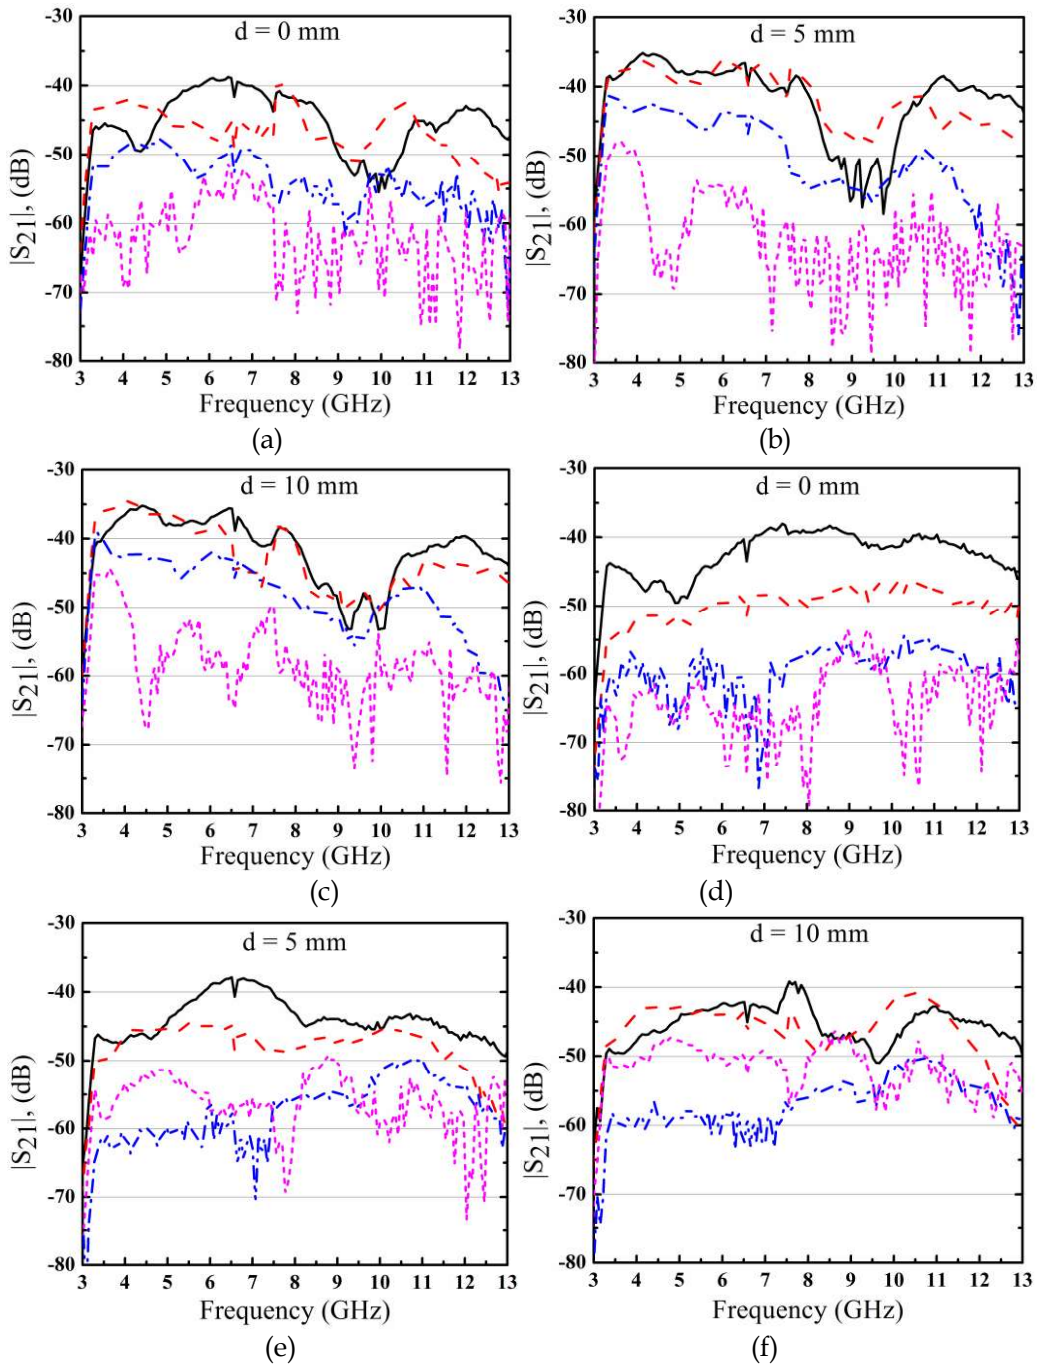 d = 0 mm
|S21|, (dB)
-30
-40
-50
-60
-70
-80
3 4 5 6 7 8 9 10 11 12 13
Frequency (GHz)
(a)
d = 5 mm
|S21|, (dB)
-30
-40
-50
-60
-70
-80
3 4 5 6 7 8 9 10 11 12 13
Frequency (GHz)
(b)
d = 10 mm
|S21|, (dB)
-30
-40
-50
-60
-70
-80
3 4 5 6 7 8 9 10 11 12 13
Frequency (GHz)
(c)
d = 0 mm
|S21|, (dB)
-30
-40
-50
-60
-70
-80
3 4 5 6 7 8 9 10 11 12 13
Frequency (GHz)
(d)
d = 5 mm
|S21|, (dB)
-30
-40
-50
-60
-70
-80
3 4 5 6 7 8 9 10 11 12 13
Frequency (GHz)
(e)
d = 10 mm
|S21|, (dB)
-30
-40
-50
-60
-70
-80
3 4 5 6 7 8 9 10 11 12 13
Frequency (GHz)
(f)